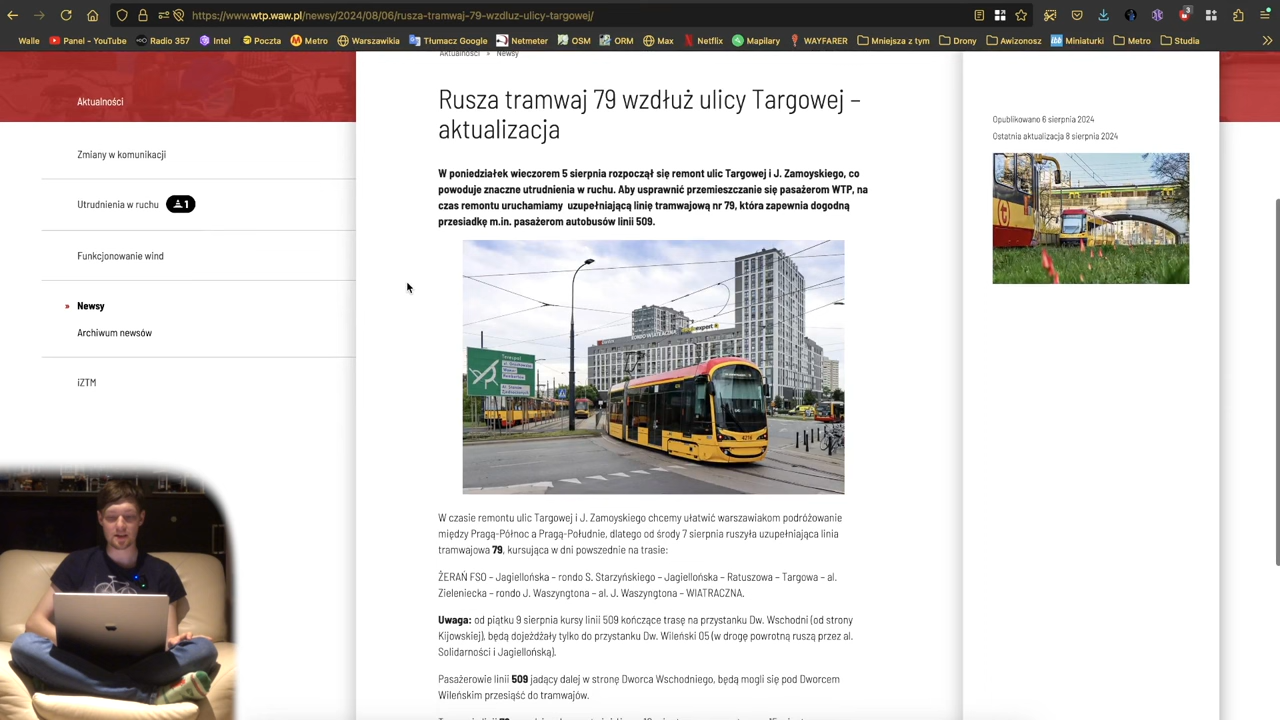 https://www.wtp.waw.pl/newsy/2024/08/06/rusza-tramwaj-79-wzdluz-ulicy-targowej/
3
Walle Panel - YouTube Radio 357 Intel Poczta Metro Warszawikia Tłumacz Google Netmeter OSM ORM Max Netflix Mapilary WAYFARER Mniejsza z tym Drony Awizonosz Miniaturki Metro Studia
Aktualności » Newsy
Aktualności
Zmiany w komunikacji
Utrudnienia w ruchu 1
Funkcjonowanie wind
» Newsy
Archiwum newsów
iZTM
Rusza tramwaj 79 wzdłuż ulicy Targowej –
aktualizacja
W poniedziałek wieczorem 5 sierpnia rozpoczął się remont ulic Targowej i J. Zamoyskiego, co
powoduje znaczne utrudnienia w ruchu. Aby usprawnić przemieszczanie się pasażerom WTP, na
czas remontu uruchamiamy uzupełniającą linię tramwajową nr 79, która zapewnia dogodną
przesiadkę m.in. pasażerom autobusów linii 509.
W czasie remontu ulic Targowej i J. Zamoyskiego chcemy ułatwić warszawiakom podróżowanie
między Pragą-Północ a Pragą-Południe, dlatego od środy 7 sierpnia ruszyła uzupełniająca linia
tramwajowa 79, kursująca w dni powszednie na trasie:
ŻERAŃ FSO – Jagiellońska – rondo S. Starzyńskiego – Jagiellońska – Ratuszowa – Targowa – al.
Zieleniecka – rondo J. Waszyngtona – al. J. Waszyngtona – WIATRACZNA.
Uwaga: od piątku 9 sierpnia kursy linii 509 kończące trasę na przystanku Dw. Wschodni (od strony
Kijowskiej), będą dojeżdżały tylko do przystanku Dw. Wileński 05 (w drogę powrotną ruszą przez al.
Solidarności i Jagiellońską).
Pasażerowie linii 509 jadący dalej w stronę Dworca Wschodniego, będą mogli się pod Dworcem
Wileńskim przesiąść do tramwajów.
Opublikowano 6 sierpnia 2024
Ostatnia aktualizacja 8 sierpnia 2024